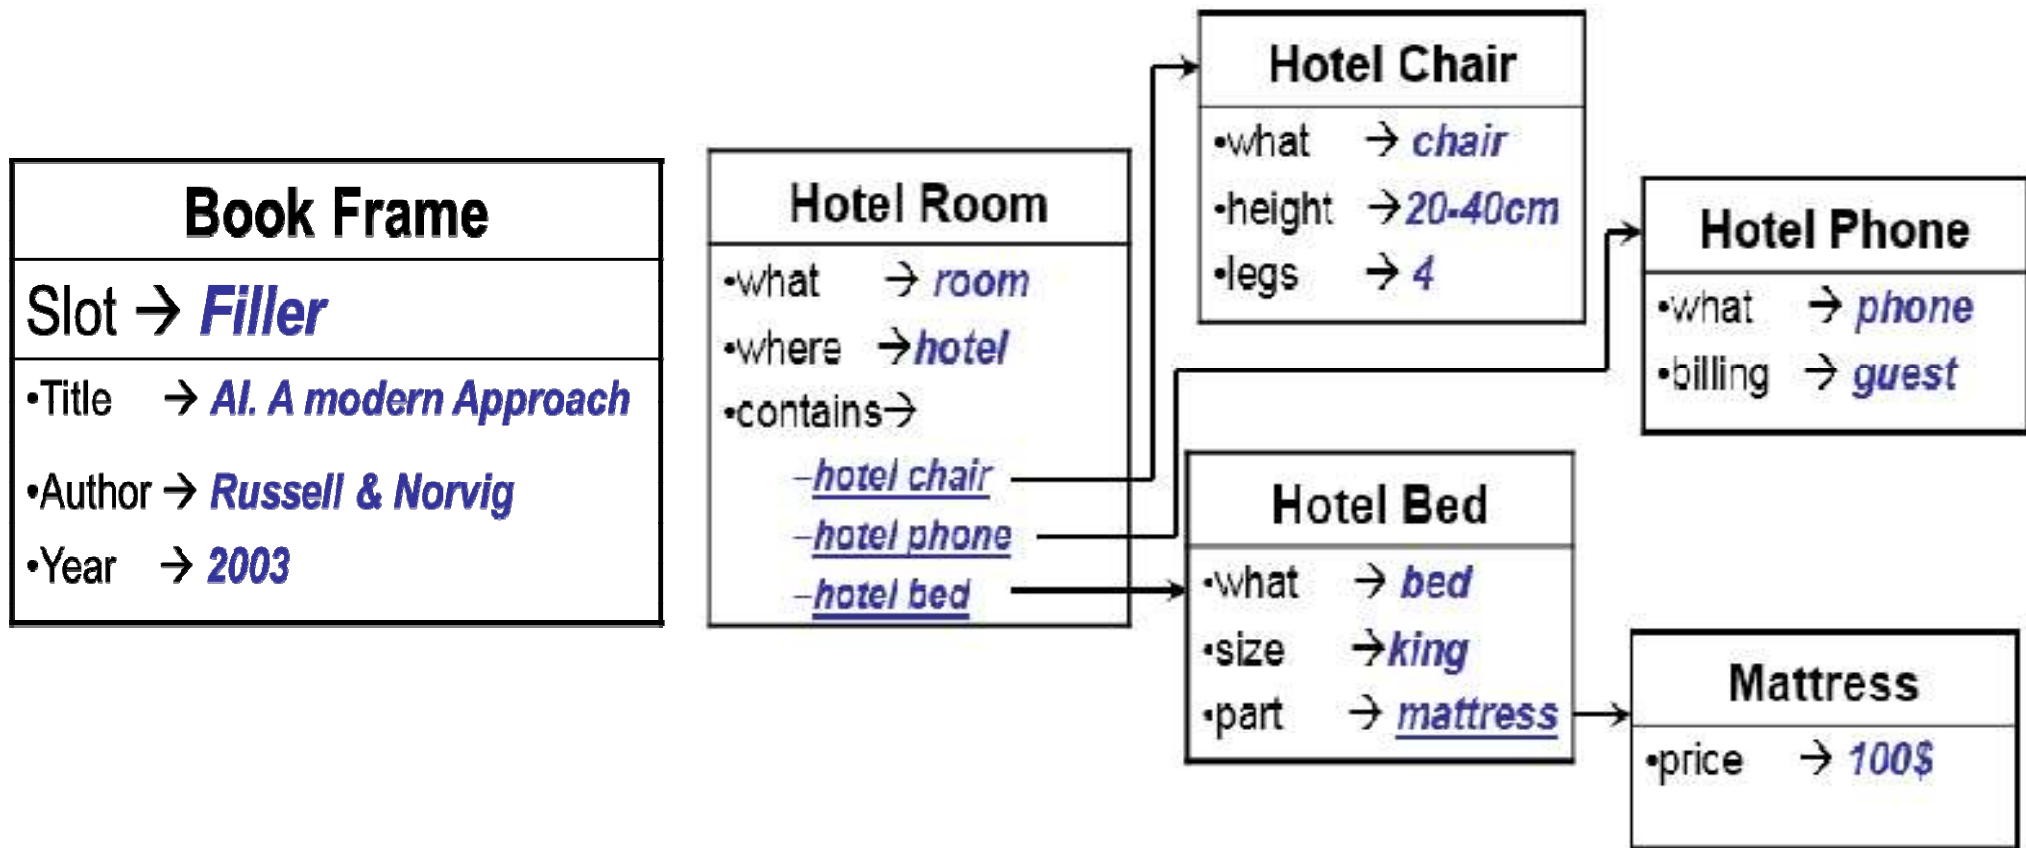 Book Frame
Slot → Filler
•Title → AI. A modern Approach
•Author → Russell & Norvig
•Year → 2003
Hotel Room
•what → room
•where → hotel
•contains→
–hotel chair
–hotel phone
–hotel bed
Hotel Chair
•what → chair
•height → 20-40cm
•legs → 4
Hotel Phone
•what → phone
•billing → guest
Hotel Bed
•what → bed
•size → king
•part → mattress
Mattress
•price → 100$